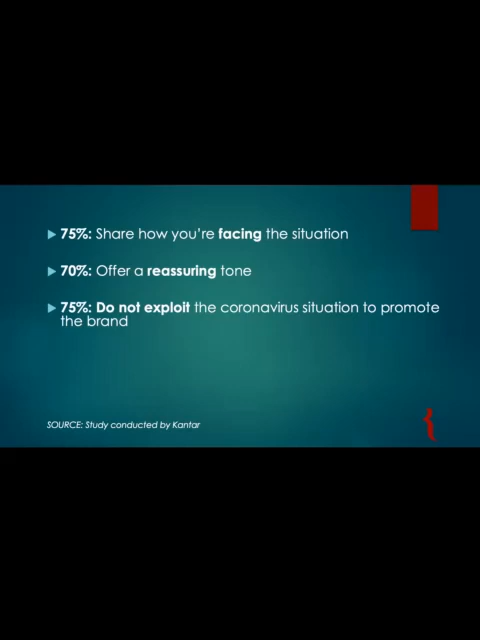 75%: Share how you're facing the situation
70%: Offer a reassuring tone
75%: Do not exploit the coronavirus situation to promote
the brand
SOURCE: Study conducted by Kantar
{